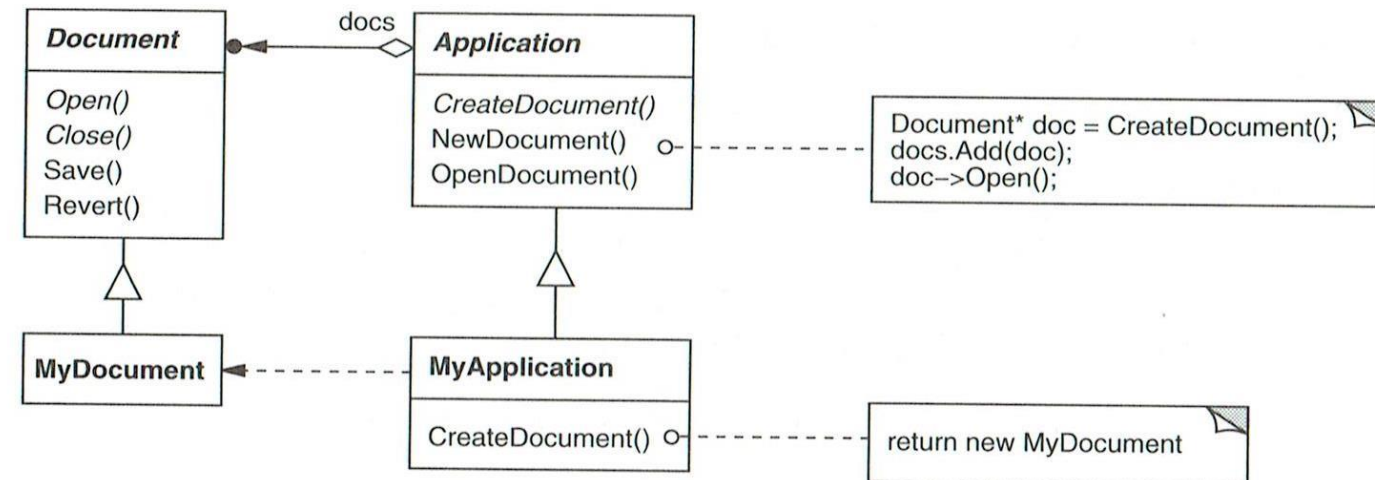 docs
Document
Open()
Close()
Save()
Revert()
Application
CreateDocument()
NewDocument()
OpenDocument()
Document* doc = CreateDocument();
docs.Add(doc);
doc–>Open();
MyDocument
MyApplication
CreateDocument()
return new MyDocument